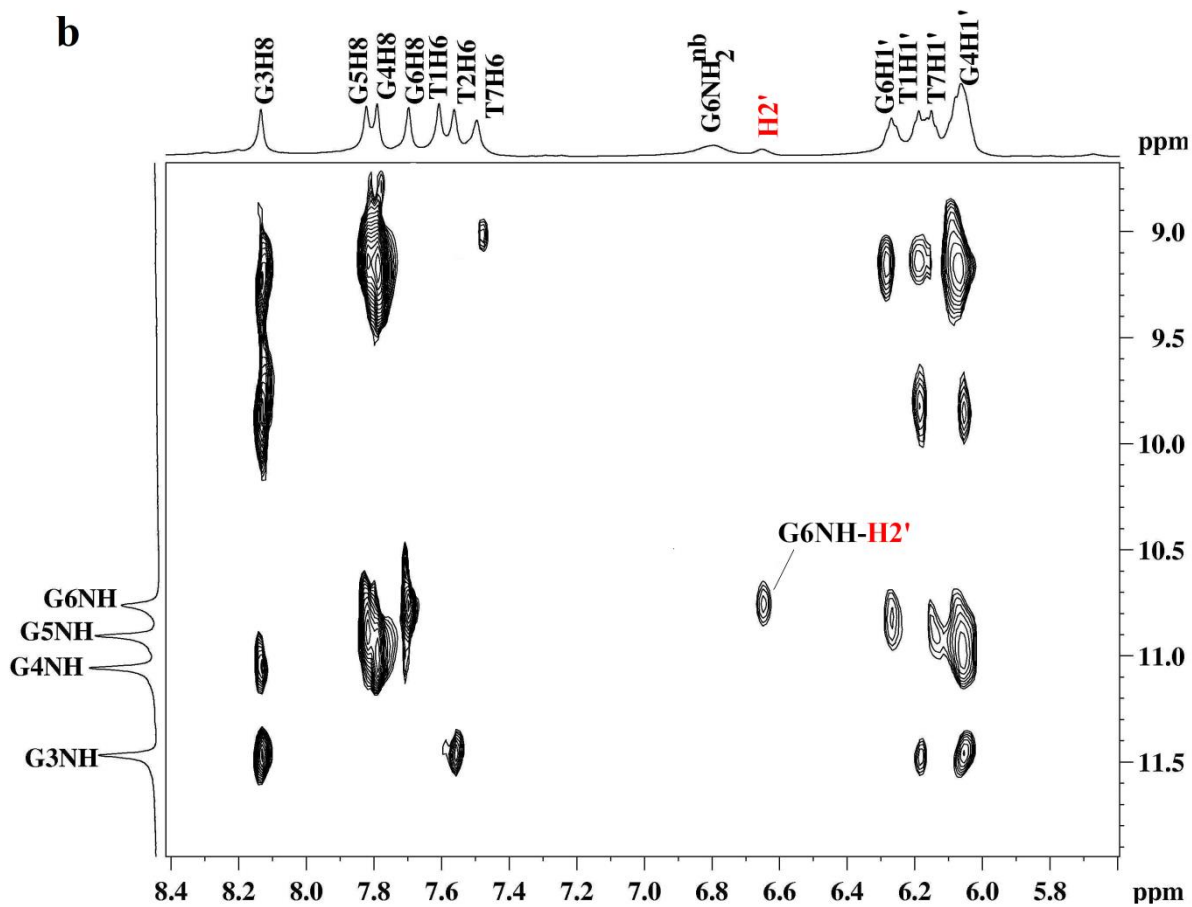 b
G3H8
G5H8
G4H8
G6H8
T1H6
T2H6
T7H6
G6NH2nb
H2'
G6H1'
T1H1'
T7H1'
G4H1'
ppm
9.0
9.5
10.0
10.5
11.0
11.5
G6NH-H2'
G6NH
G5NH
G4NH
G3NH
8.4 8.2 8.0 7.8 7.6 7.4 7.2 7.0 6.8 6.6 6.4 6.2 6.0 5.8 ppm